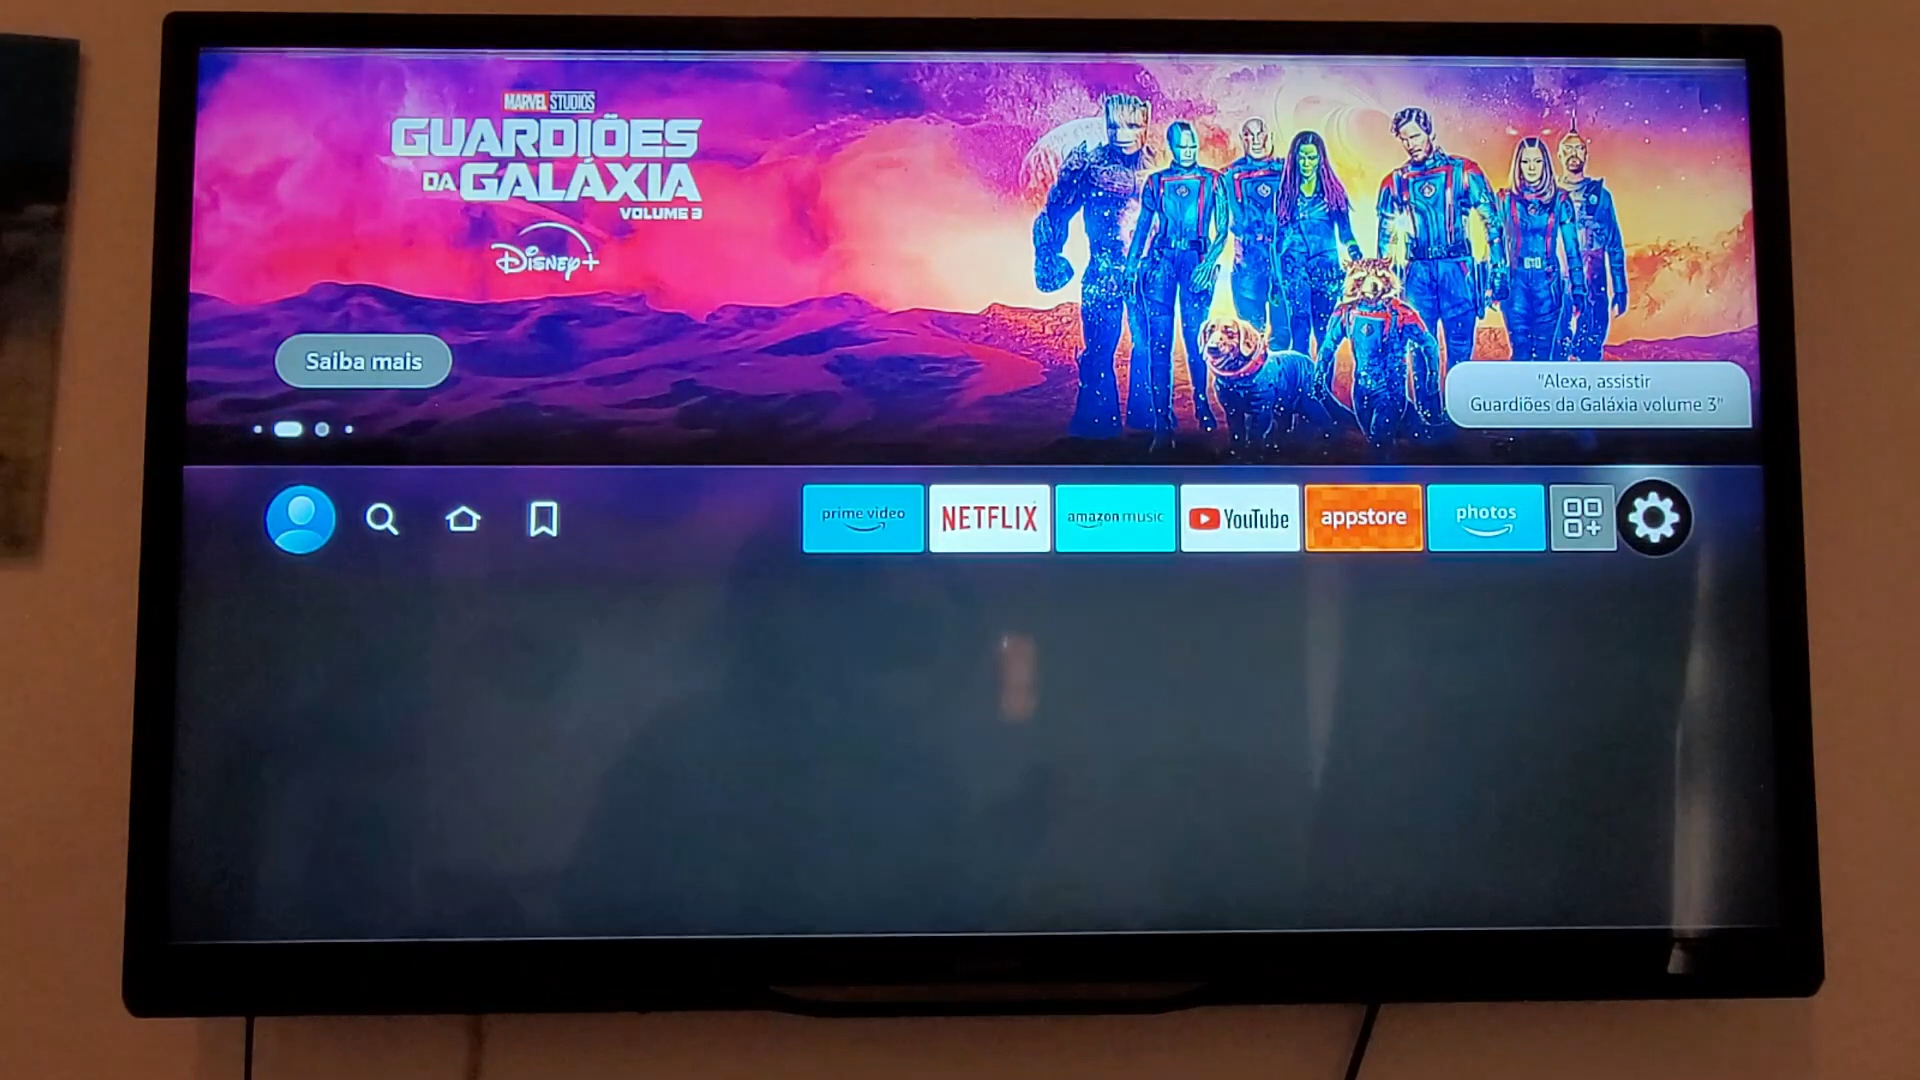 MARVEL STUDIOS
GUARDIÕES
DA GALÁXIA
VOLUME 3
Disney+
Saiba mais
"Alexa, assistir
Guardiões da Galáxia volume 3"
prime video
NETFLIX
amazon music
YouTube
appstore
photos